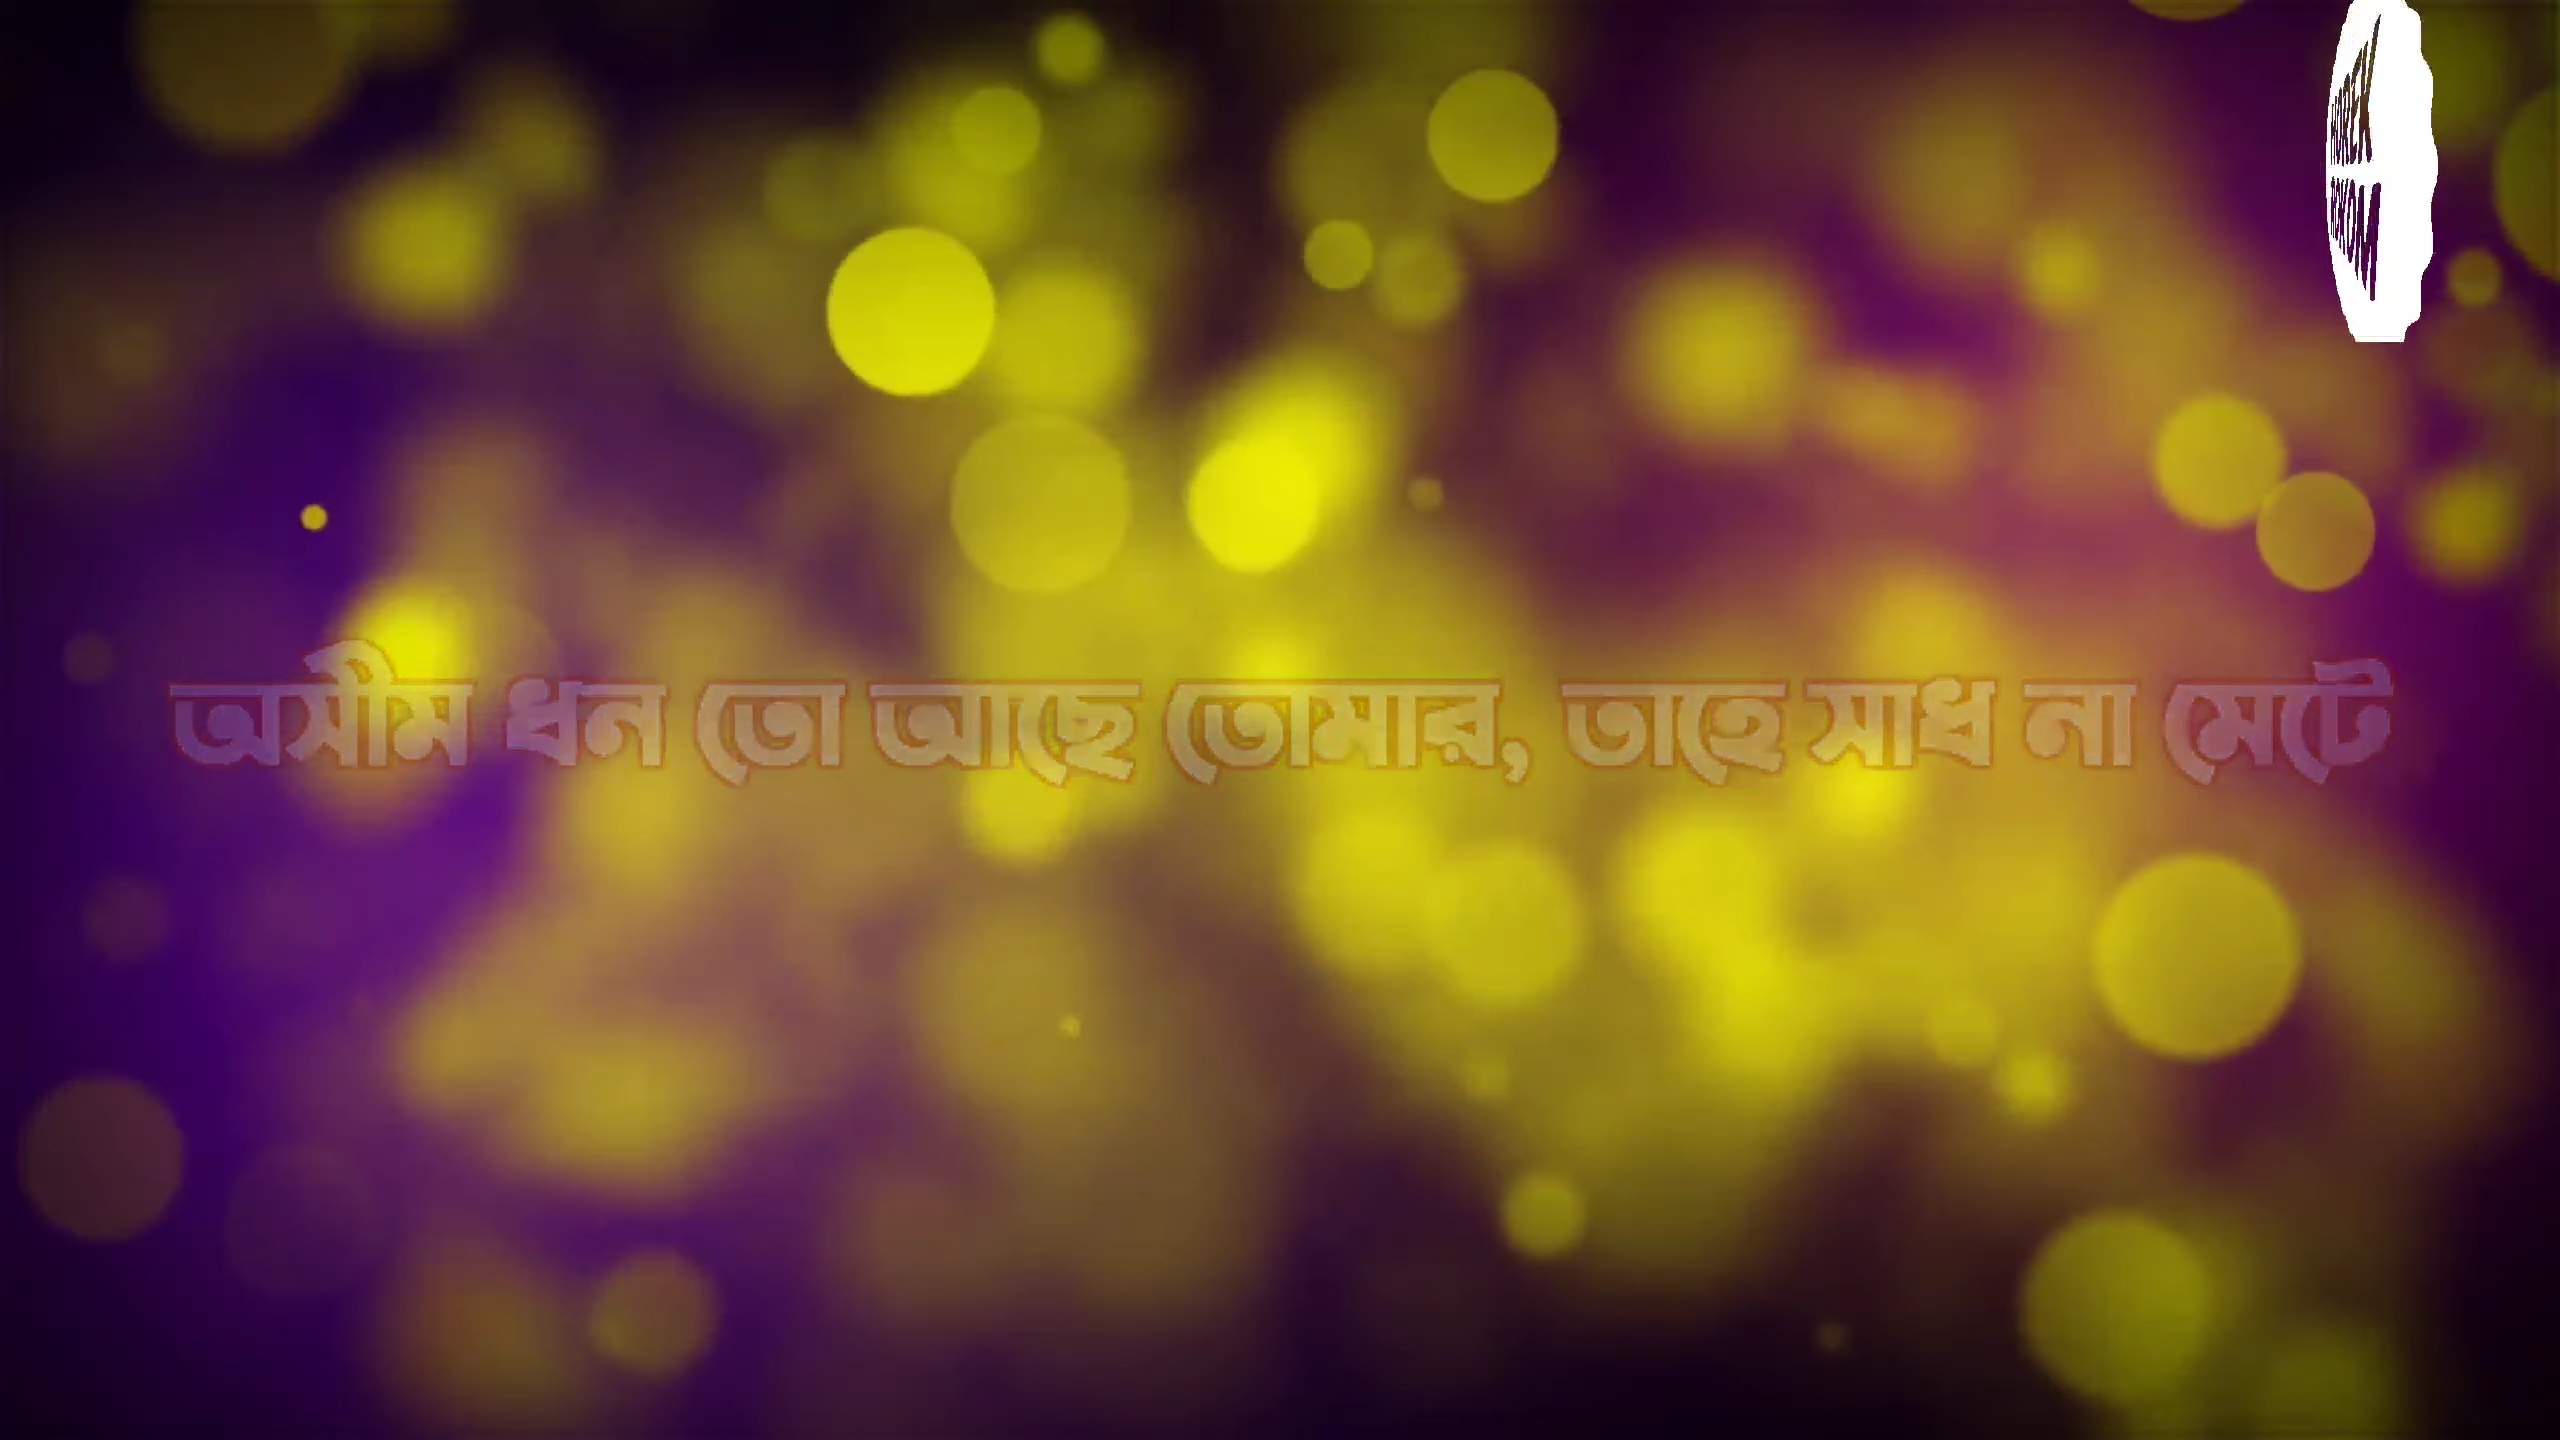 অসীম ধন তো আছে তোমার, তাহে সাধ না মেটে